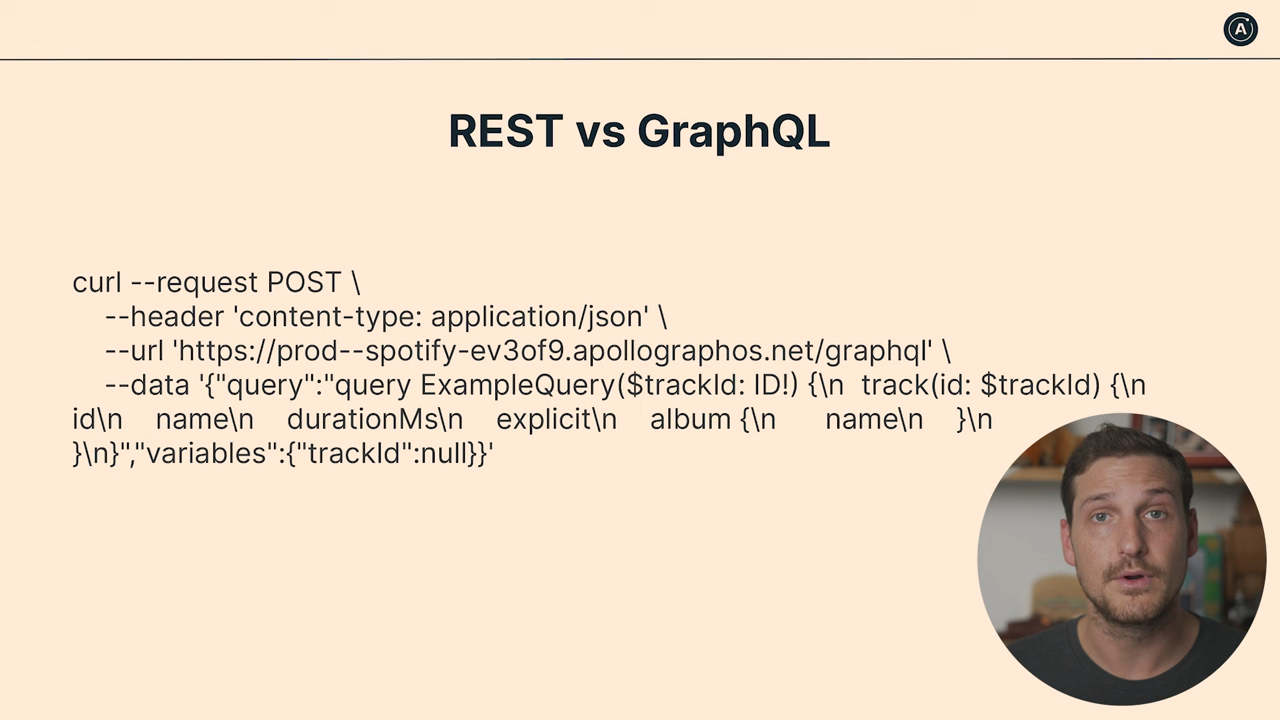 A
REST vs GraphQL
curl --request POST \
--header 'content-type: application/json' \
--url 'https://prod--spotify-ev3of9.apollographos.net/graphql' \
--data '{"query":"query ExampleQuery($trackId: ID!) {\n  track(id: $trackId) {\n
id\n    name\n    durationMs\n    explicit\n    album {\n      name\n    }\n
}\n}","variables":{"trackId":null}}'